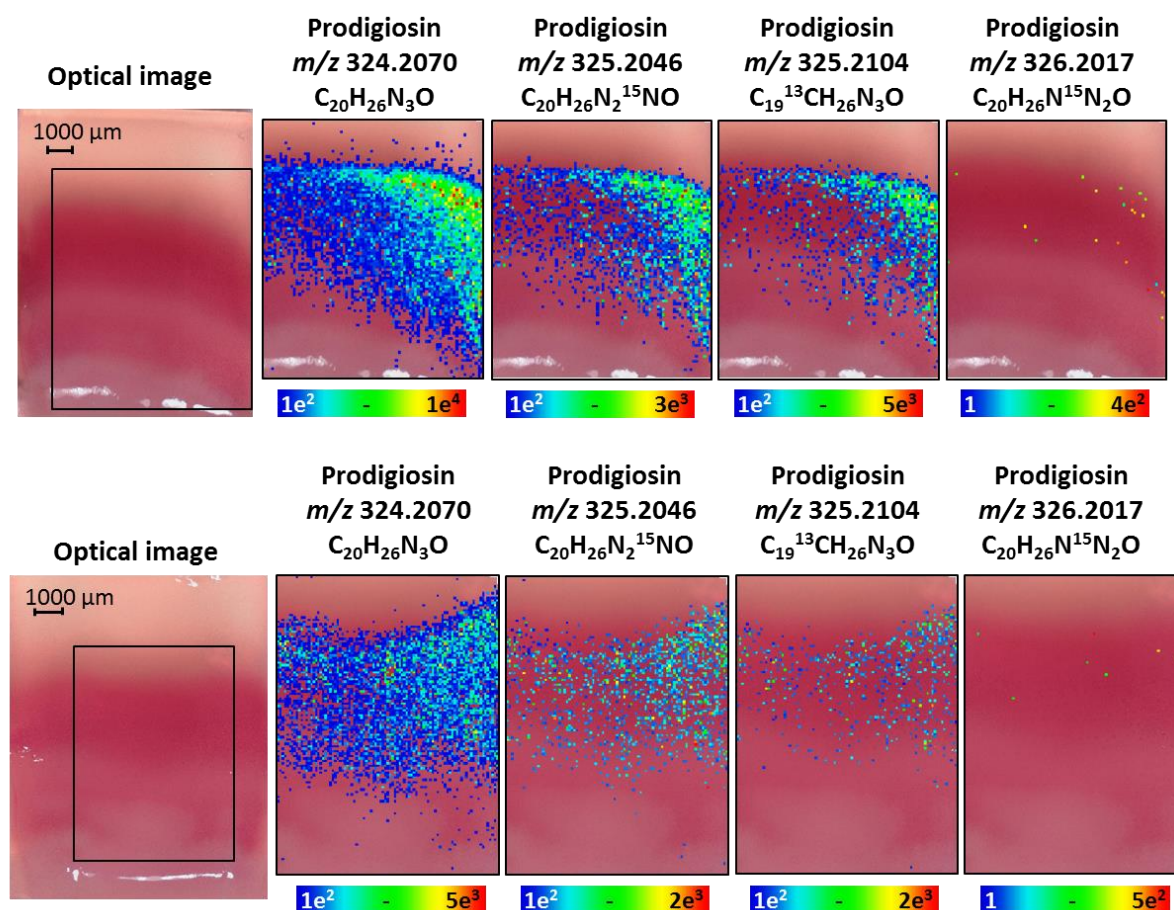 Optical image
1000 µm
Prodigiosin
m/z 324.2070
C₂₀H₂₆N₃O
1e² - 1e⁴
Prodigiosin
m/z 325.2046
C₂₀H₂₆N₂¹⁵NO
1e² - 3e³
Prodigiosin
m/z 325.2104
C₁₉¹³CH₂₆N₃O
1e² - 5e³
Prodigiosin
m/z 326.2017
C₂₀H₂₆N¹⁵N₂O
1 - 4e²
Optical image
1000 µm
Prodigiosin
m/z 324.2070
C₂₀H₂₆N₃O
1e² - 5e³
Prodigiosin
m/z 325.2046
C₂₀H₂₆N₂¹⁵NO
1e² - 2e³
Prodigiosin
m/z 325.2104
C₁₉¹³CH₂₆N₃O
1e² - 2e³
Prodigiosin
m/z 326.2017
C₂₀H₂₆N¹⁵N₂O
1 - 5e²